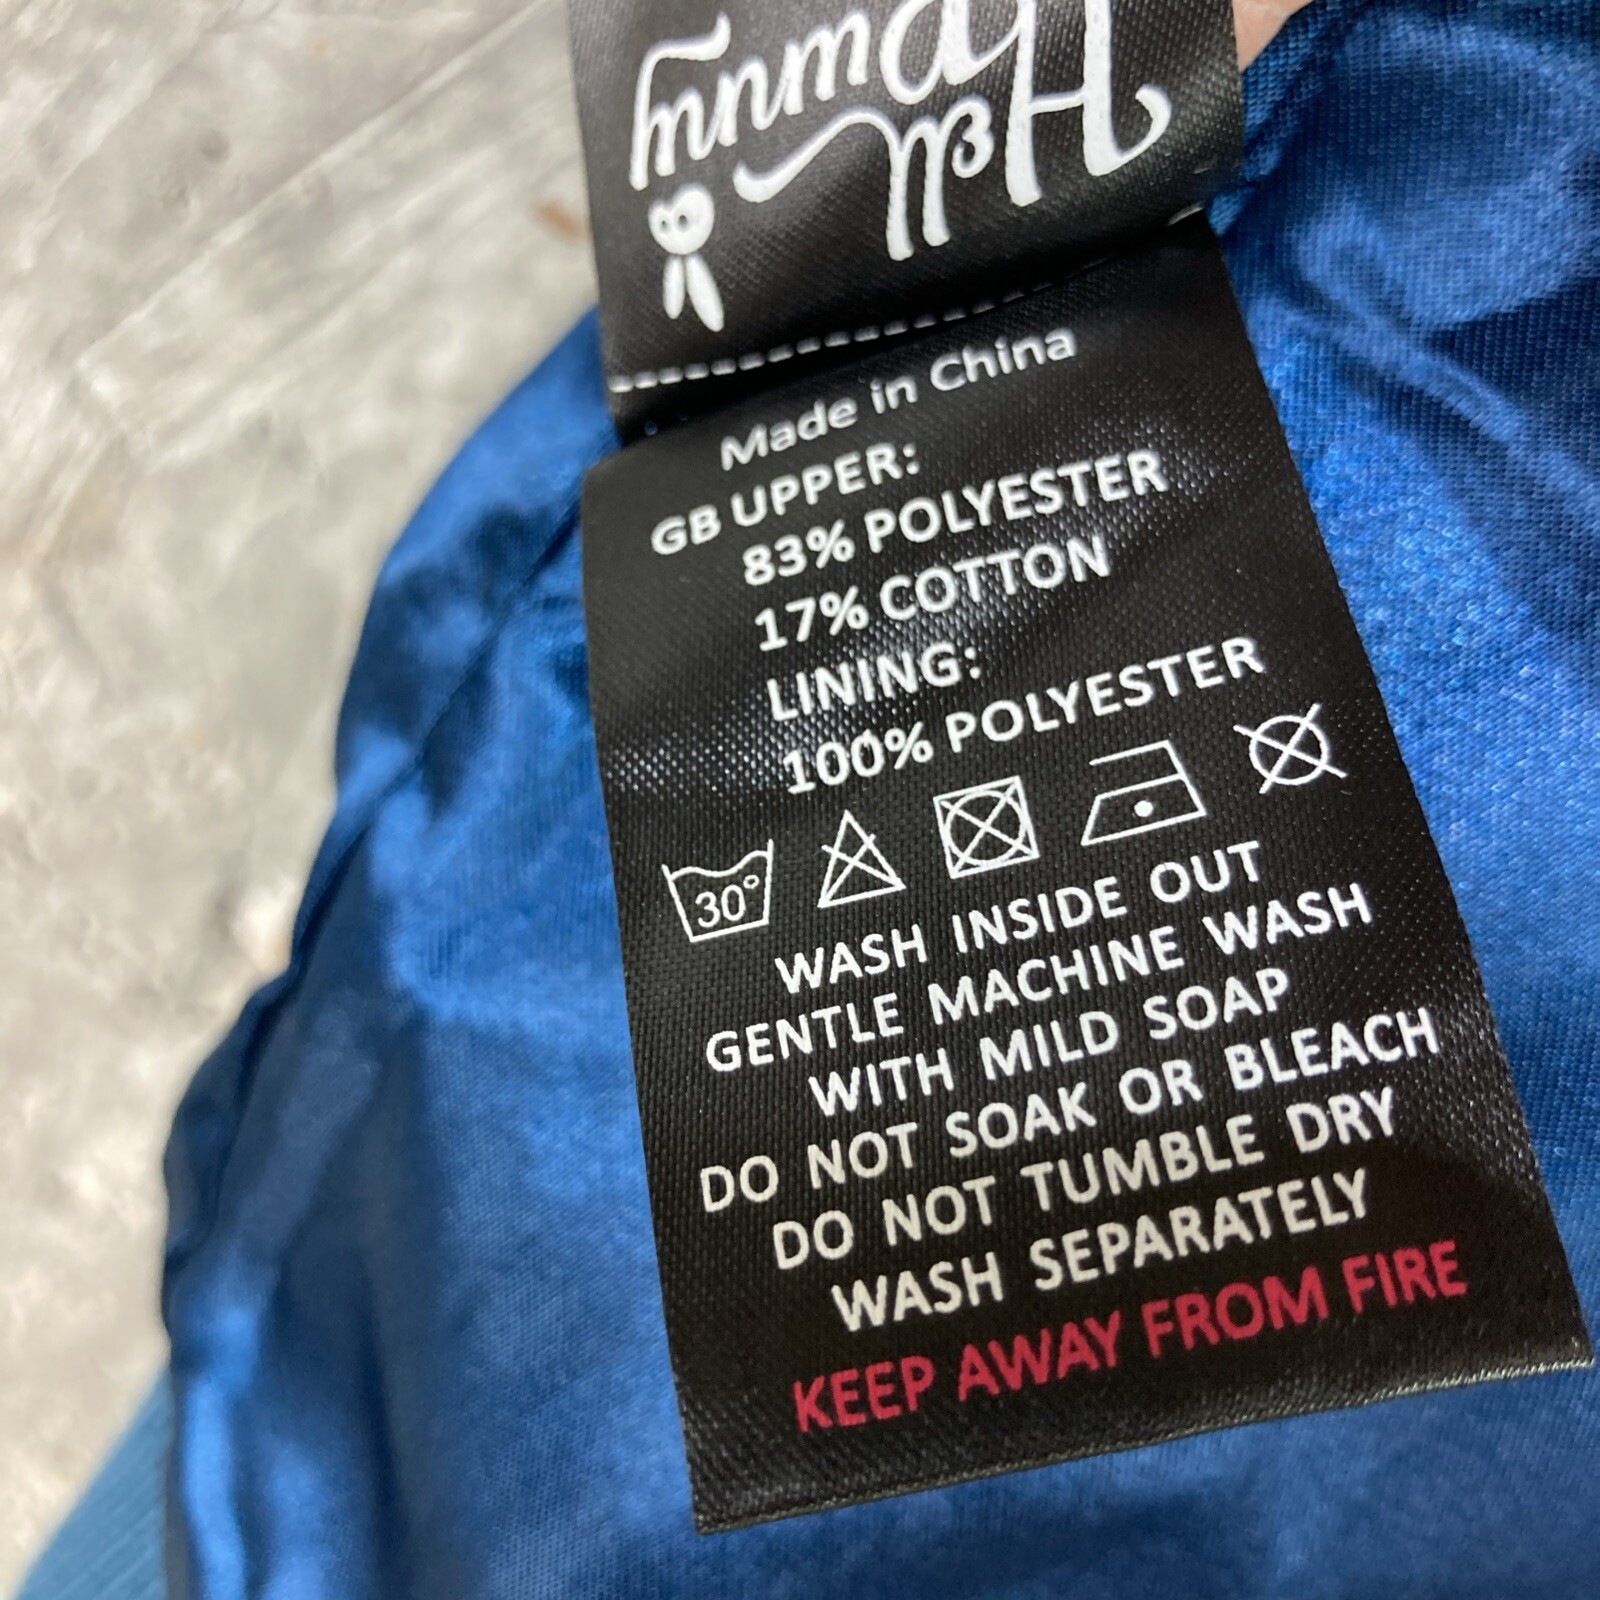 Hell
Bunny
Made in China
GB UPPER:
83% POLYESTER
17% COTTON
LINING:
100% POLYESTER
30°
WASH INSIDE OUT
GENTLE MACHINE WASH
WITH MILD SOAP
DO NOT SOAK OR BLEACH
DO NOT TUMBLE DRY
WASH SEPARATELY
KEEP AWAY FROM FIRE